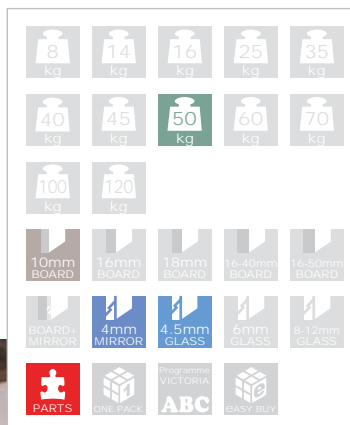 8 14 16 25 35
kg kg kg kg kg
40 45 50 60 70
kg kg kg kg kg
100 120
kg kg
10mm 16mm 18mm 16-40mm 16-50mm
BOARD BOARD BOARD BOARD BOARD
BOARD+ 4mm 4.5mm 6mm 8-12mm
MIRROR MIRROR GLASS GLASS GLASS
Programme
VICTORIA
1 e
PARTS ONE PACK ABC eASY BUY